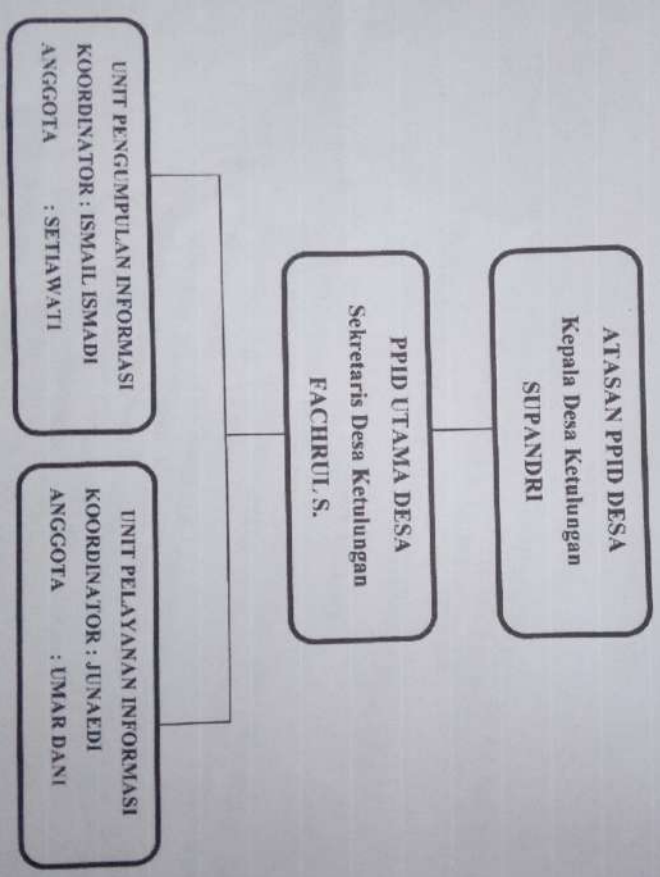 ATASAN PPID DESA
Kepala Desa Ketulungan
SUPANDRI
PPID UTAMA DESA
Sekretaris Desa Ketulungan
FACHRUL S.
UNIT PENGUMPULAN INFORMASI
KOORDINATOR : ISMAIL ISMADI
ANGGOTA : SETIAWATI
UNIT PELAYANAN INFORMASI
KOORDINATOR : JUNAEDI
ANGGOTA : UMAR DANI